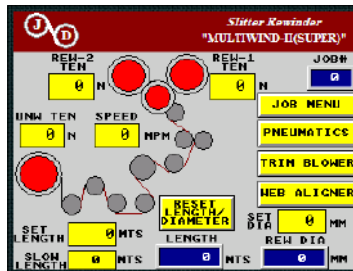 J D
Slitter Rewinder
"MULTIWIND-II(SUPER)"
REW-2 TEN
0 N
REW-1 TEN
0 N
JOB#
0
JOB MENU
UNW TEN
0 N
SPEED
0 MPM
PNEUMATICS
TRIM BLOWER
WEB ALIGNER
RESET
LENGTH/
DIAMETER
SET LENGTH
0 MTS
SET DIA
0 MM
SLOW LENGTH
0 MTS
LENGTH
0 MTS
REW DIA
0 MM